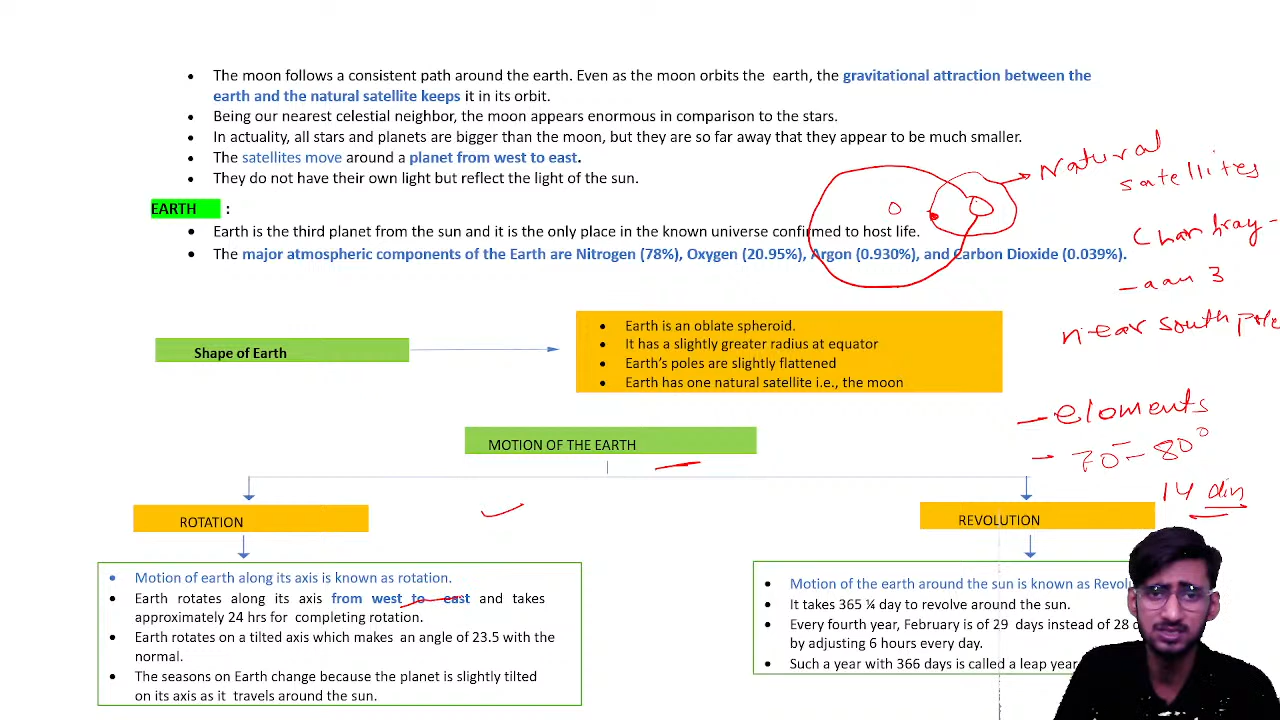 • The moon follows a consistent path around the earth. Even as the moon orbits the earth, the gravitational attraction between the
earth and the natural satellite keeps it in its orbit.
• Being our nearest celestial neighbor, the moon appears enormous in comparison to the stars.
• In actuality, all stars and planets are bigger than the moon, but they are so far away that they appear to be much smaller.
• The satellites move around a planet from west to east.
• They do not have their own light but reflect the light of the sun.
Natural
satellites
EARTH :
• Earth is the third planet from the sun and it is the only place in the known universe confirmed to host life.
• The major atmospheric components of the Earth are Nitrogen (78%), Oxygen (20.95%), Argon (0.930%), and Carbon Dioxide (0.039%).
Chandray-
-aan 3
near south pole
Shape of Earth
• Earth is an oblate spheroid.
• It has a slightly greater radius at equator
• Earth's poles are slightly flattened
• Earth has one natural satellite i.e., the moon
- eloments
- 70° - 80°
14 din
MOTION OF THE EARTH
ROTATION
• Motion of earth along its axis is known as rotation.
• Earth rotates along its axis from west to east and takes
approximately 24 hrs for completing rotation.
• Earth rotates on a tilted axis which makes an angle of 23.5 with the
normal.
• The seasons on Earth change because the planet is slightly tilted
on its axis as it travels around the sun.
REVOLUTION
• Motion of the earth around the sun is known as Revolu
• It takes 365 ¼ day to revolve around the sun.
• Every fourth year, February is of 29 days instead of 28 d
by adjusting 6 hours every day.
• Such a year with 366 days is called a leap year